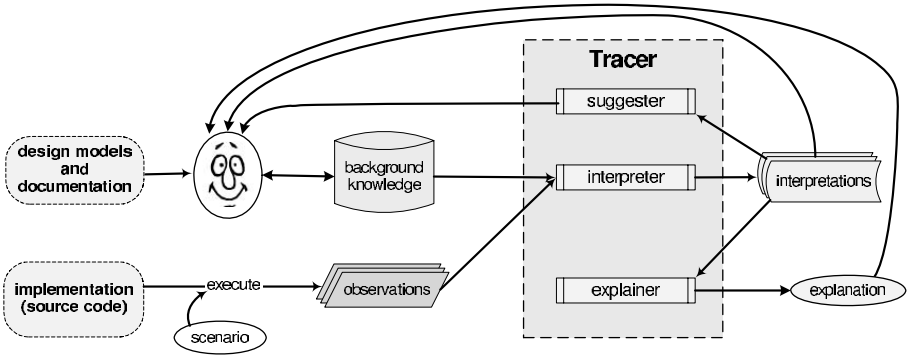 Tracer
suggester
design models
and
documentation
background
knowledge
interpreter
interpretations
implementation
(source code)
execute
observations
explainer
explanation
scenario